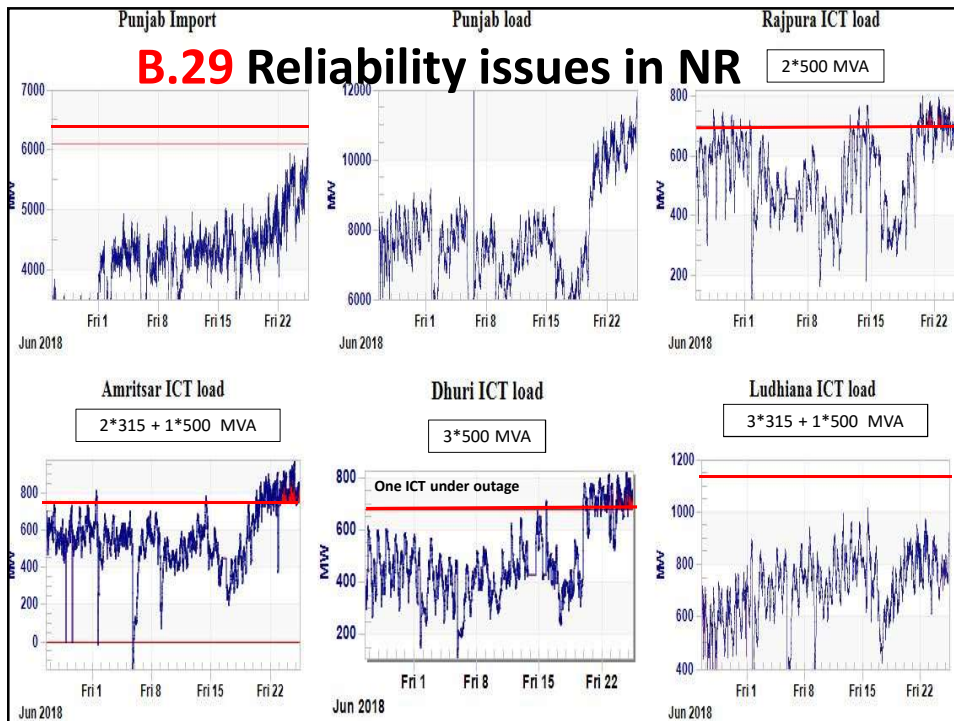 Punjab Import
Punjab load
Rajpura ICT load
B.29 Reliability issues in NR
2*500 MVA
7000
6000
5000
4000
MW
Fri 1 Fri 8 Fri 15 Fri 22
Jun 2018
12000
10000
8000
6000
MW
Fri 1 Fri 8 Fri 15 Fri 22
Jun 2018
800
600
400
200
MW
Fri 1 Fri 8 Fri 15 Fri 22
Jun 2018
Amritsar ICT load
2*315 + 1*500 MVA
800
600
400
200
0
MW
Fri 1 Fri 8 Fri 15 Fri 22
Jun 2018
Dhuri ICT load
3*500 MVA
One ICT under outage
800
600
400
200
MW
Fri 1 Fri 8 Fri 15 Fri 22
Jun 2018
Ludhiana ICT load
3*315 + 1*500 MVA
1200
1000
800
600
400
MW
Fri 1 Fri 8 Fri 15 Fri 22
Jun 2018